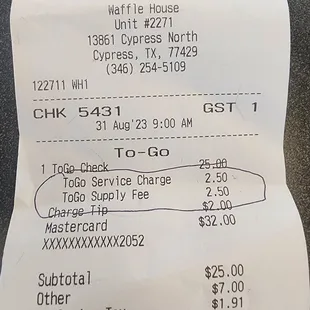 Waffle House
Unit #2271
13861 Cypress North
Cypress, TX, 77429
(346) 254-5109
122711 WH1
CHK 5431 GST 1
31 Aug'23 9:00 AM
To-Go
1 ToGo Check 25.00
ToGo Service Charge 2.50
ToGo Supply Fee 2.50
Charge Tip $2.00
Mastercard $32.00
XXXXXXXXXXXX2052
Subtotal $25.00
Other $7.00
$1.91